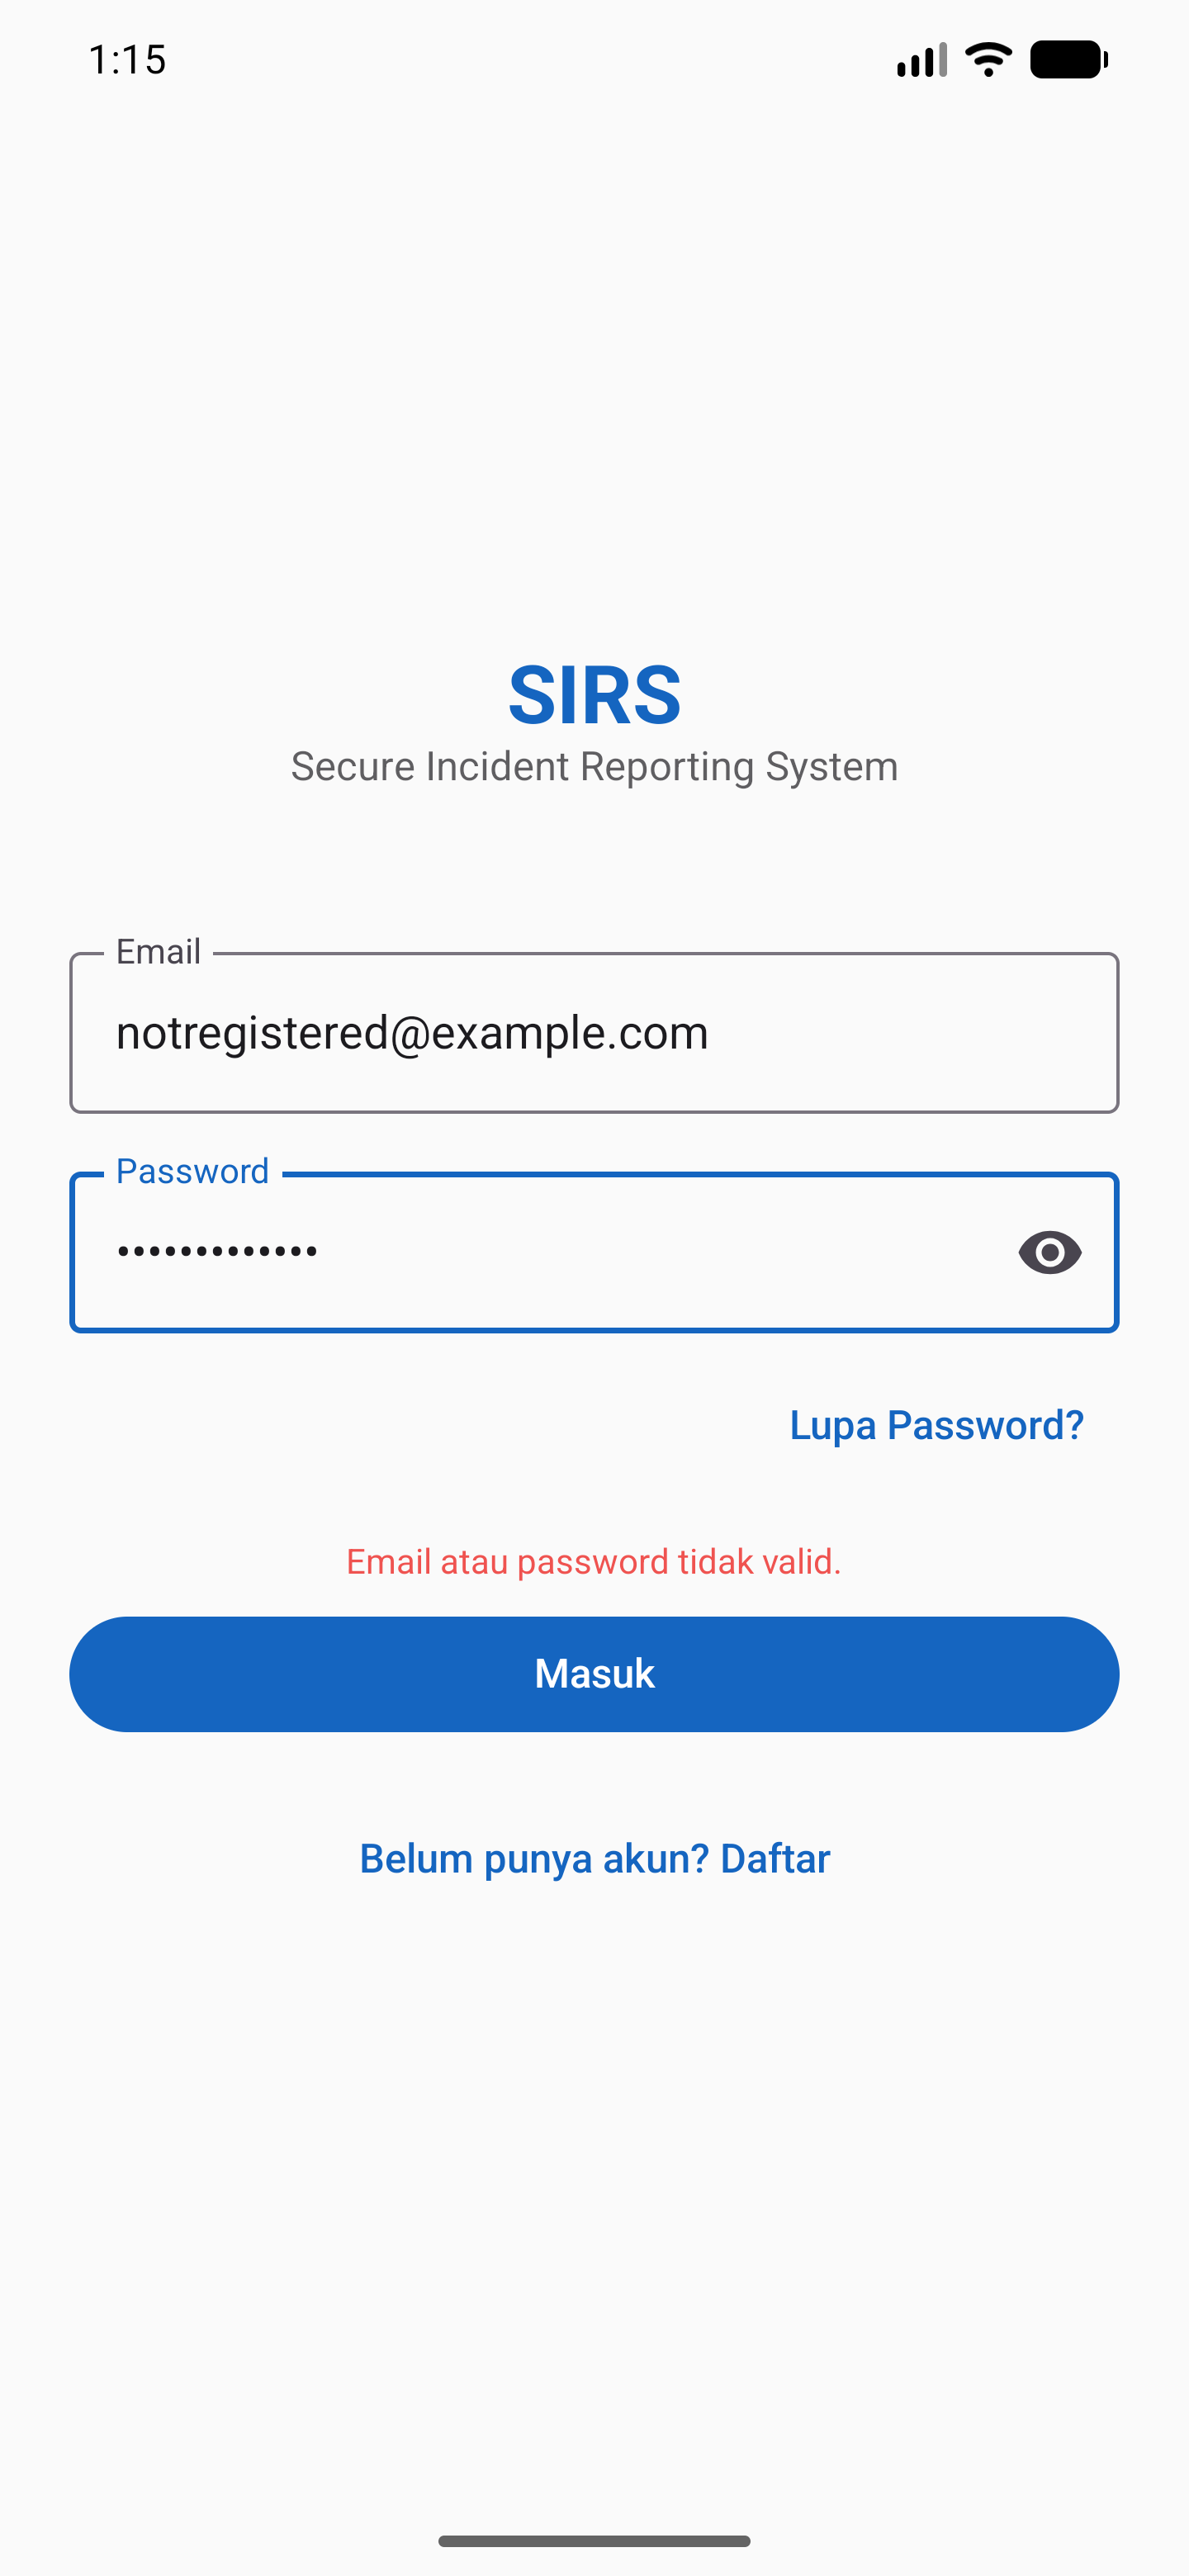 1:15
SIRS
Secure Incident Reporting System
Email
notregistered@example.com
Password
•••••••••••••
Lupa Password?
Email atau password tidak valid.
Masuk
Belum punya akun? Daftar